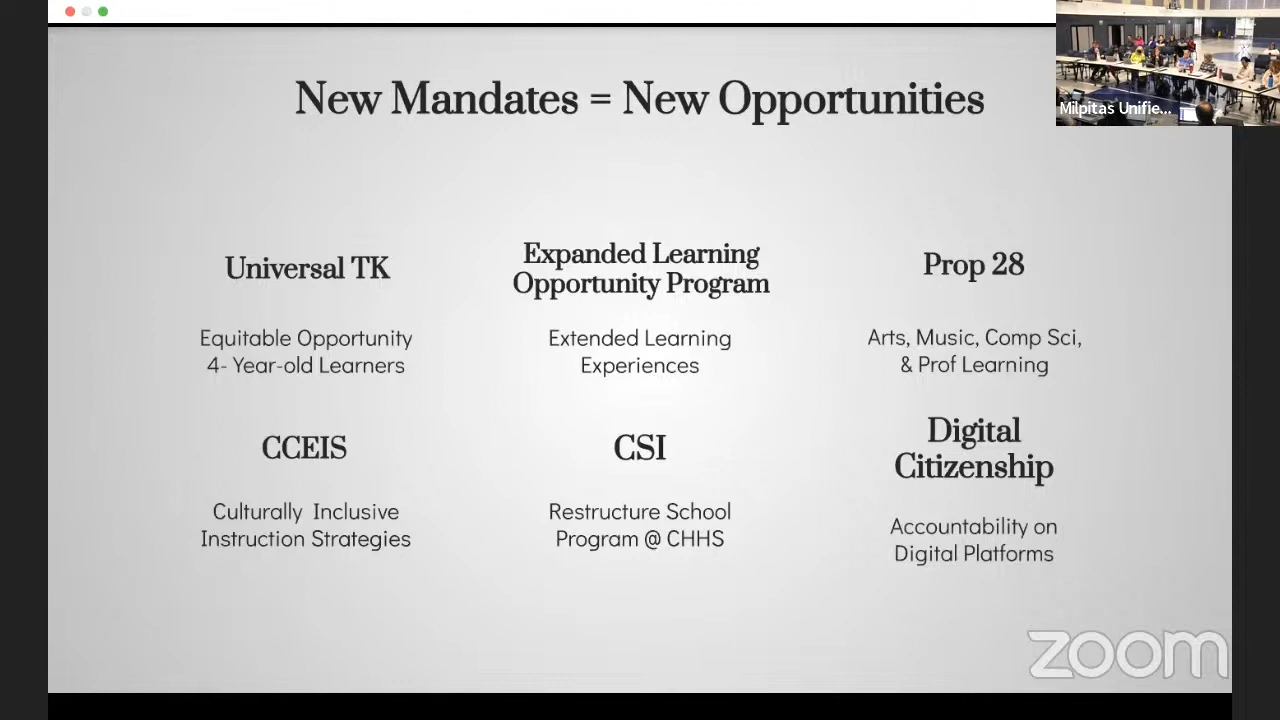 New Mandates = New Opportunities
Milpitas Unifie...
Universal TK
Equitable Opportunity
4- Year-old Learners
Expanded Learning
Opportunity Program
Extended Learning
Experiences
Prop 28
Arts, Music, Comp Sci,
& Prof Learning
CCEIS
Culturally Inclusive
Instruction Strategies
CSI
Restructure School
Program @ CHHS
Digital
Citizenship
Accountability on
Digital Platforms
zoom